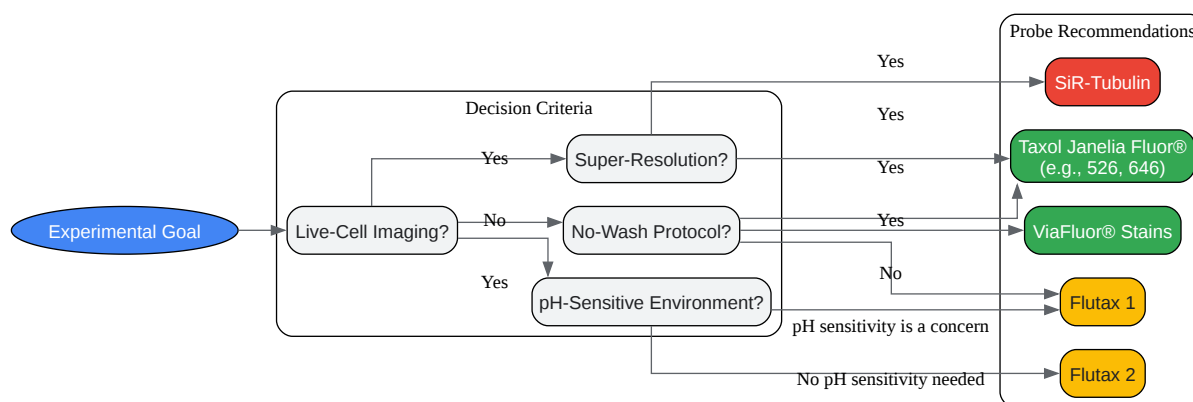 Probe Recommendations
Yes
SiR-Tubulin
Decision Criteria
Yes
Taxol Janelia Fluor®
(e.g., 526, 646)
Yes
Super-Resolution?
Yes
Experimental Goal
Live-Cell Imaging?
No
No-Wash Protocol?
Yes
ViaFluor® Stains
No
Yes
pH-Sensitive Environment?
Flutax 1
pH sensitivity is a concern
No pH sensitivity needed
Flutax 2